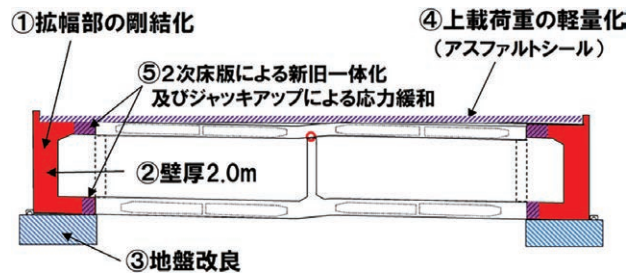 ①拡幅部の剛結化
④上載荷重の軽量化
（アスファルトシール）
⑤２次床版による新旧一体化
及びジャッキアップによる応力緩和
②壁厚2.0m
③地盤改良